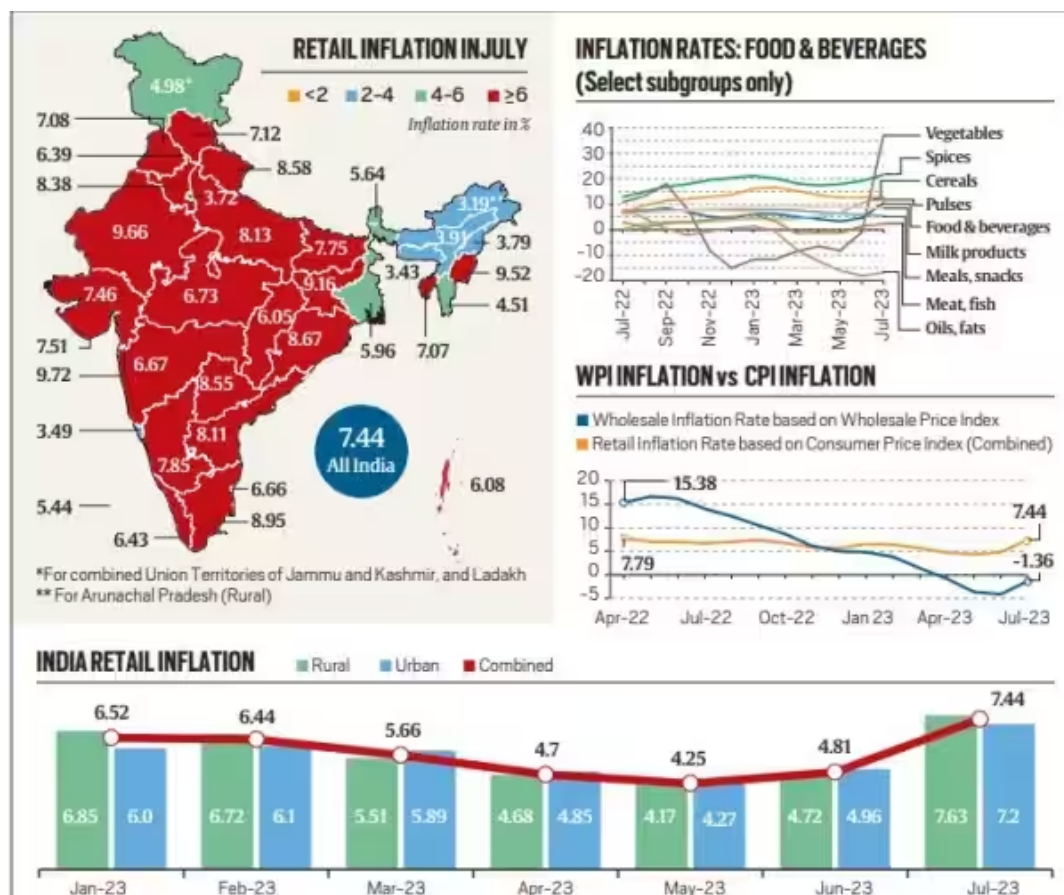 RETAIL INFLATION IN JULY
<2 2-4 4-6 ≥6
Inflation rate in %
4.98*
7.08
7.12
6.39
8.58
8.38
3.72
5.64
3.19**
9.66
8.13
7.75
3.91
3.79
3.43
9.52
7.46
6.73
9.16
4.51
6.05
7.51
8.67
5.96
7.07
6.67
9.72
8.55
3.49
8.11
7.44
All India
7.85
6.08
6.66
5.44
8.95
6.43
*For combined Union Territories of Jammu and Kashmir, and Ladakh
** For Arunachal Pradesh (Rural)
INFLATION RATES: FOOD & BEVERAGES
(Select subgroups only)
40
30
20
10
0
-10
-20
Vegetables
Spices
Cereals
Pulses
Food & beverages
Milk products
Meals, snacks
Meat, fish
Oils, fats
Jul-22 Sep-22 Nov-22 Jan-23 Mar-23 May-23 Jul-23
WPI INFLATION vs CPI INFLATION
Wholesale Inflation Rate based on Wholesale Price Index
Retail Inflation Rate based on Consumer Price Index (Combined)
20
15
10
5
0
-5
15.38
7.44
7.79
-1.36
Apr-22 Jul-22 Oct-22 Jan 23 Apr-23 Jul-23
INDIA RETAIL INFLATION Rural Urban Combined
6.52 6.44 5.66 4.7 4.25 4.81 7.44
6.85 6.0 6.72 6.1 5.51 5.89 4.68 4.85 4.17 4.27 4.72 4.96 7.63 7.2
Jan-23 Feb-23 Mar-23 Apr-23 May-23 Jun-23 Jul-23